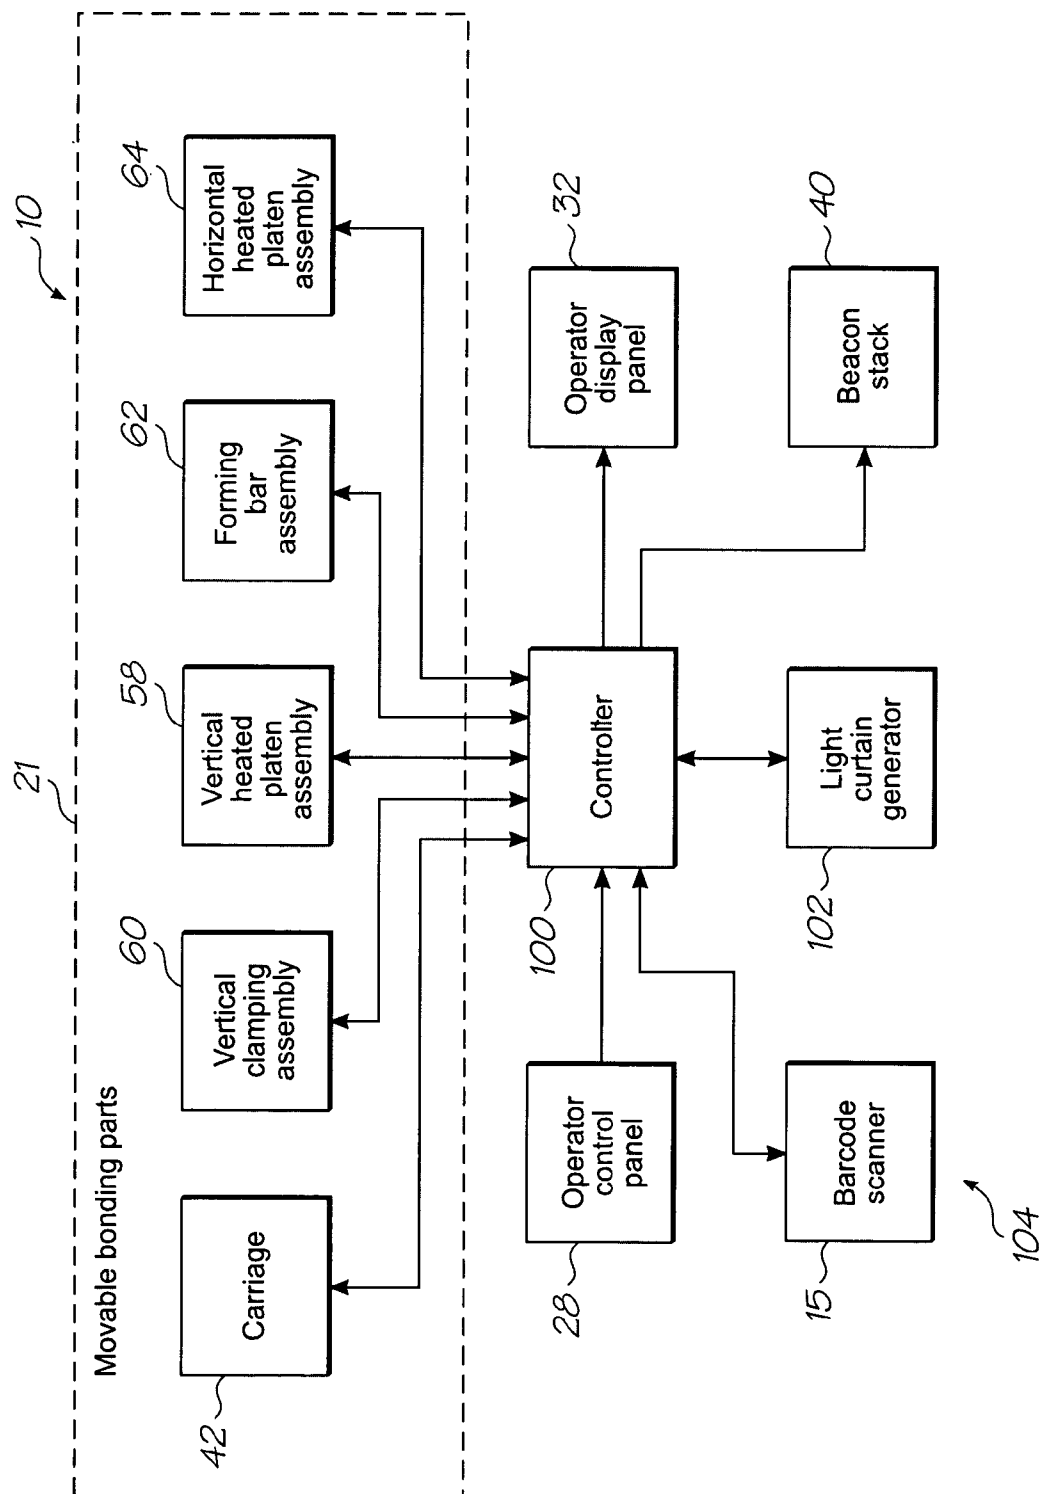 10
21
Movable bonding parts
42
Carriage
60
Vertical
clamping
assembly
58
Vertical
heated
platen
assembly
62
Forming
bar
assembly
64
Horizontal
heated
platen
assembly
28
Operator
control
panel
100
Controller
32
Operator
display
panel
15
Barcode
scanner
102
Light
curtain
generator
40
Beacon
stack
104